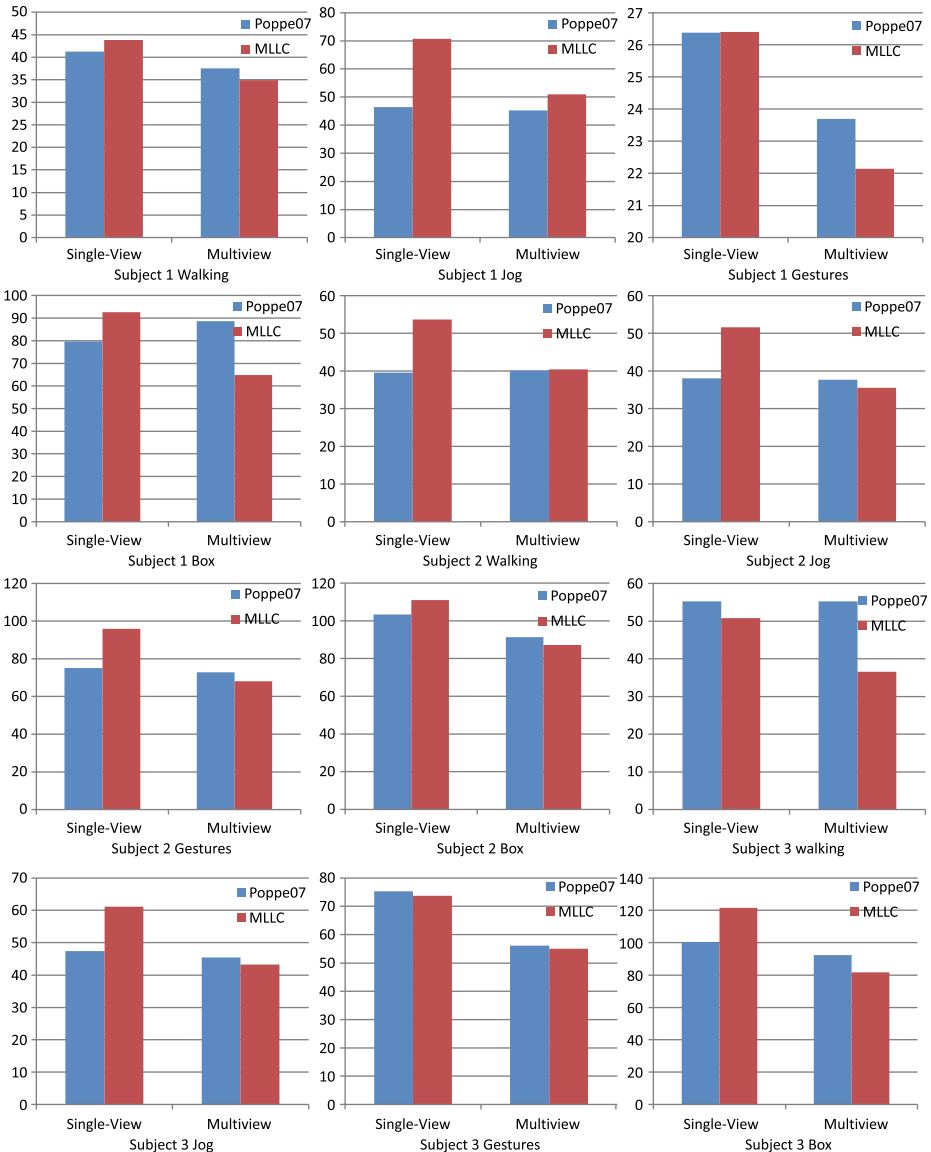 50
45
40
35
30
25
20
15
10
5
0
Poppe07
MLLC
Single-View Multiview
Subject 1 Walking
80
70
60
50
40
30
20
10
0
Poppe07
MLLC
Single-View Multiview
Subject 1 Jog
27
26
25
24
23
22
21
20
Poppe07
MLLC
Single-View Multiview
Subject 1 Gestures
100
90
80
70
60
50
40
30
20
10
0
Poppe07
MLLC
Single-View Multiview
Subject 1 Box
60
50
40
30
20
10
0
Poppe07
MLLC
Single-View Multiview
Subject 2 Walking
60
50
40
30
20
10
0
Poppe07
MLLC
Single-View Multiview
Subject 2 Jog
120
100
80
60
40
20
0
Poppe07
MLLC
Single-View Multiview
Subject 2 Gestures
120
100
80
60
40
20
0
Poppe07
MLLC
Single-View Multiview
Subject 2 Box
60
50
40
30
20
10
0
Poppe07
MLLC
Single-View Multiview
Subject 3 walking
70
60
50
40
30
20
10
0
Poppe07
MLLC
Single-View Multiview
Subject 3 Jog
80
70
60
50
40
30
20
10
0
Poppe07
MLLC
Single-View Multiview
Subject 3 Gestures
140
120
100
80
60
40
20
0
Poppe07
MLLC
Single-View Multiview
Subject 3 Box